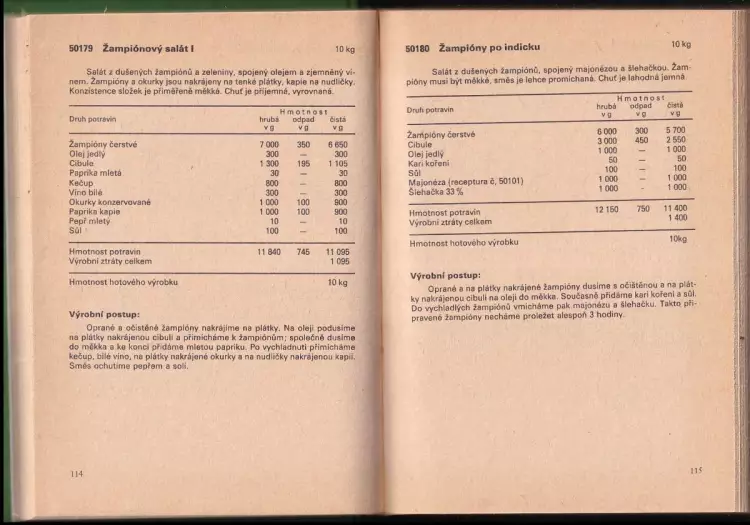 50179 Žampiónový salát I 10 kg
Salát z dušených žampiónů a zeleniny, spojený olejem a zjemněný ví-
nem. Žampióny a okurky jsou nakrájeny na tenké plátky, kapie na nudličky.
Konzistence složek je přiměřeně měkká. Chuť je příjemná, vyrovnaná.
Hmotnost
Druh potravin hrubá odpad čistá
v g v g v g
Žampióny čerstvé 7 000 350 6 650
Olej jedlý 300 — 300
Cibule 1 300 195 1 105
Paprika mletá 30 — 30
Kečup 800 — 800
Víno bílé 300 — 300
Okurky konzervované 1 000 100 900
Paprika kapie 1 000 100 900
Pepř mletý 10 — 10
Sůl 100 — 100
Hmotnost potravin 11 840 745 11 095
Výrobní ztráty celkem 1 095
Hmotnost hotového výrobku 10 kg
Výrobní postup:
Oprané a očistěné žampióny nakrájíme na plátky. Na oleji podusíme
na plátky nakrájenou cibuli a přimícháme k žampiónům; společně dusíme
do měkka a ke konci přidáme mletou papriku. Po vychladnutí přimícháme
kečup, bílé víno, na plátky nakrájené okurky a na nudličky nakrájenou kapii.
Směs ochutíme pepřem a solí.
114
50180 Žampióny po indicku 10 kg
Salát z dušených žampiónů, spojený majonézou a šlehačkou. Žam-
pióny musí být měkké, směs je lehce promíchaná. Chuť je lahodná jemná.
Hmotnost
Druh potravin hrubá odpad čistá
v g v g v g
Žampióny čerstvé 6 000 300 5 700
Cibule 3 000 450 2 550
Olej jedlý 1 000 — 1 000
Kari koření 50 — 50
Sůl 100 — 100
Majonéza (receptura č. 50101) 1 000 — 1 000
Šlehačka 33 % 1 000 - 1 000
Hmotnost potravin 12 150 750 11 400
Výrobní ztráty celkem 1 400
Hmotnost hotového výrobku 10kg
Výrobní postup:
Oprané a na plátky nakrájené žampióny dusíme s očištěnou a na plát-
ky nakrájenou cibulí na oleji do měkka. Současně přidáme kari koření a sůl.
Do vychladlých žampiónů vmícháme pak majonézu a šlehačku. Takto při-
pravené žampióny necháme proležet alespoň 3 hodiny.
115